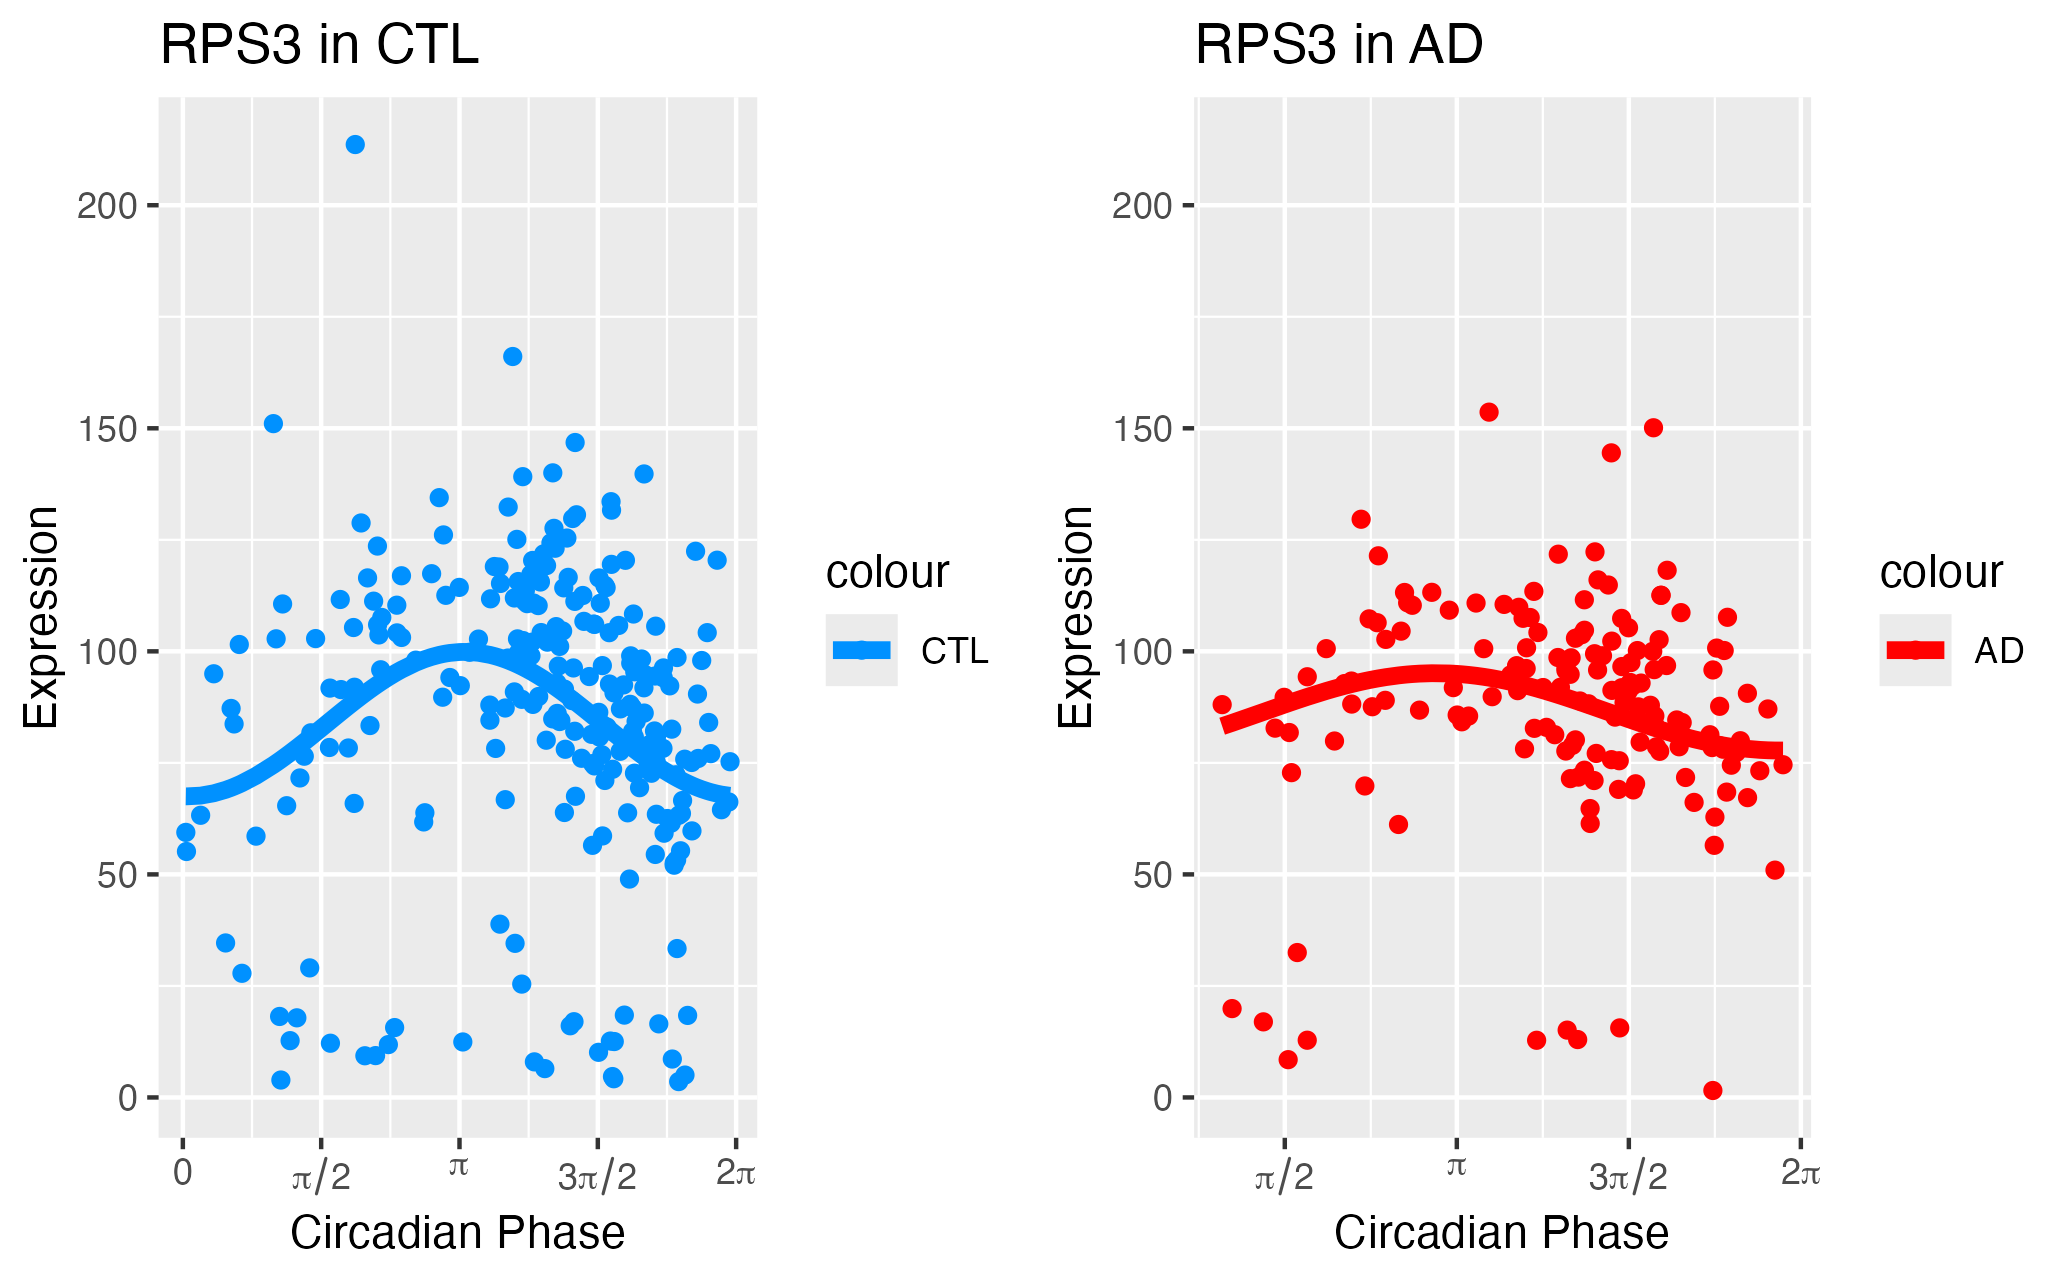 RPS3 in CTL
Expression
200
150
100
50
0
0 π/2 π 3π/2 2π
Circadian Phase
colour
CTL
RPS3 in AD
Expression
200
150
100
50
0
π/2 π 3π/2 2π
Circadian Phase
colour
AD